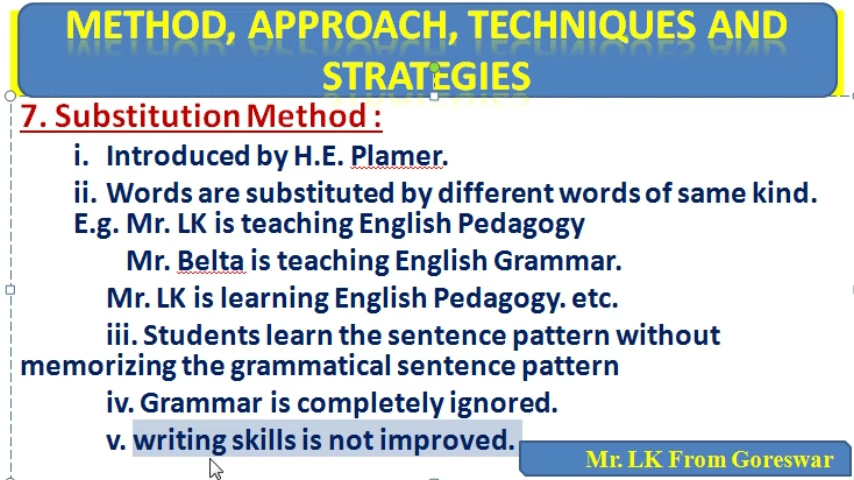 METHOD, APPROACH, TECHNIQUES AND
STRATEGIES
7. Substitution Method :
i. Introduced by H.E. Plamer.
ii. Words are substituted by different words of same kind.
E.g. Mr. LK is teaching English Pedagogy
Mr. Belta is teaching English Grammar.
Mr. LK is learning English Pedagogy. etc.
iii. Students learn the sentence pattern without
memorizing the grammatical sentence pattern
iv. Grammar is completely ignored.
v. writing skills is not improved.
Mr. LK From Goreswar